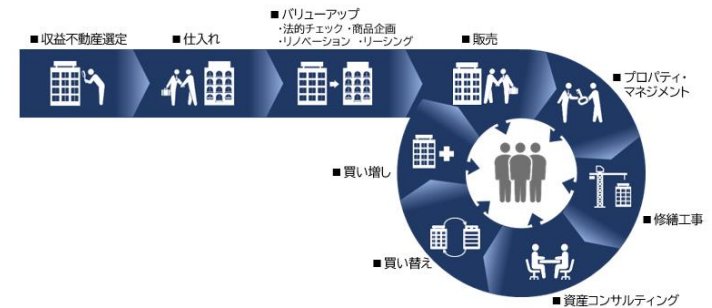 ■収益不動産選定
■仕入れ
■バリューアップ
・法的チェック ・商品企画
・リノベーション ・リーシング
■販売
■プロパティ・
マネジメント
■修繕工事
■資産コンサルティング
■買い替え
■買い増し